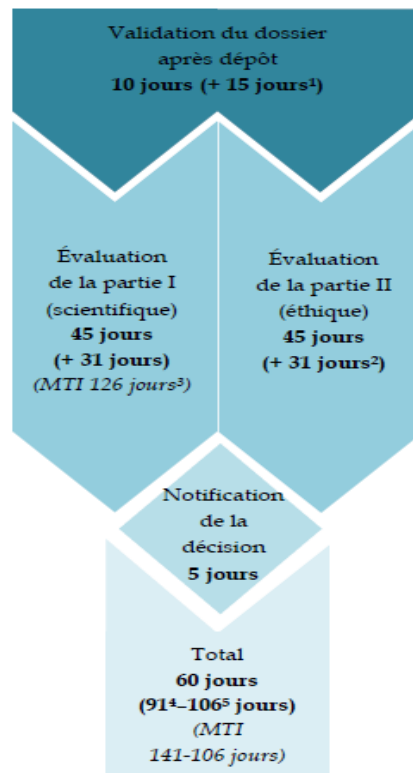 Validation du dossier
après dépôt
10 jours (+ 15 jours¹)
Évaluation
de la partie I
(scientifique)
45 jours
(+ 31 jours)
(MTI 126 jours³)
Évaluation
de la partie II
(éthique)
45 jours
(+ 31 jours²)
Notification
de la
décision
5 jours
Total
60 jours
(91⁴–106⁵ jours)
(MTI
141-106 jours)